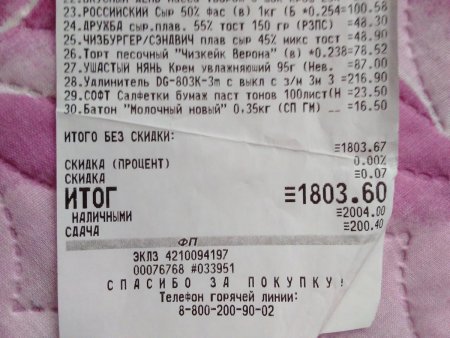 23.РОССИЙСКИЙ Сыр 50% Фас (в) 1кг (Б *0.254=100.58
24.ДРУЖБА сыр.плав. 55% тост 150 гр (РЗПС) =48.30
25.ЧИЗБУРГЕР/СЭНДВИЧ плав сыр 45% микс тост =48.90
26.Торт песочный "Чизкейк Верона" (в) *0.238=78.52
27.УШАСТЫЙ НЯНЬ Крем увлажняющий 95г (Нев. =87.00
28.Удлинитель DG-803K-3m с выкл с з/м 3м 3 =216.90
29.СОФТ Салфетки бумаж паст тонов 100лист(Н =23.50
30.Батон "Молочный новый" 0,35кг (СП ГМ) =16.50
ИТОГО БЕЗ СКИДКИ:
≡1803.67
СКИДКА (ПРОЦЕНТ) 0.00%
СКИДКА ≡0.07
ИТОГ ≡1803.60
НАЛИЧНЫМИ ≡2004.00
СДАЧА ≡200.40
ФП
ЭКЛЗ 4210094197
00076768 #033951
СПАСИБО ЗА ПОКУПКУ!
Телефон горячей линии:
8-800-200-90-02